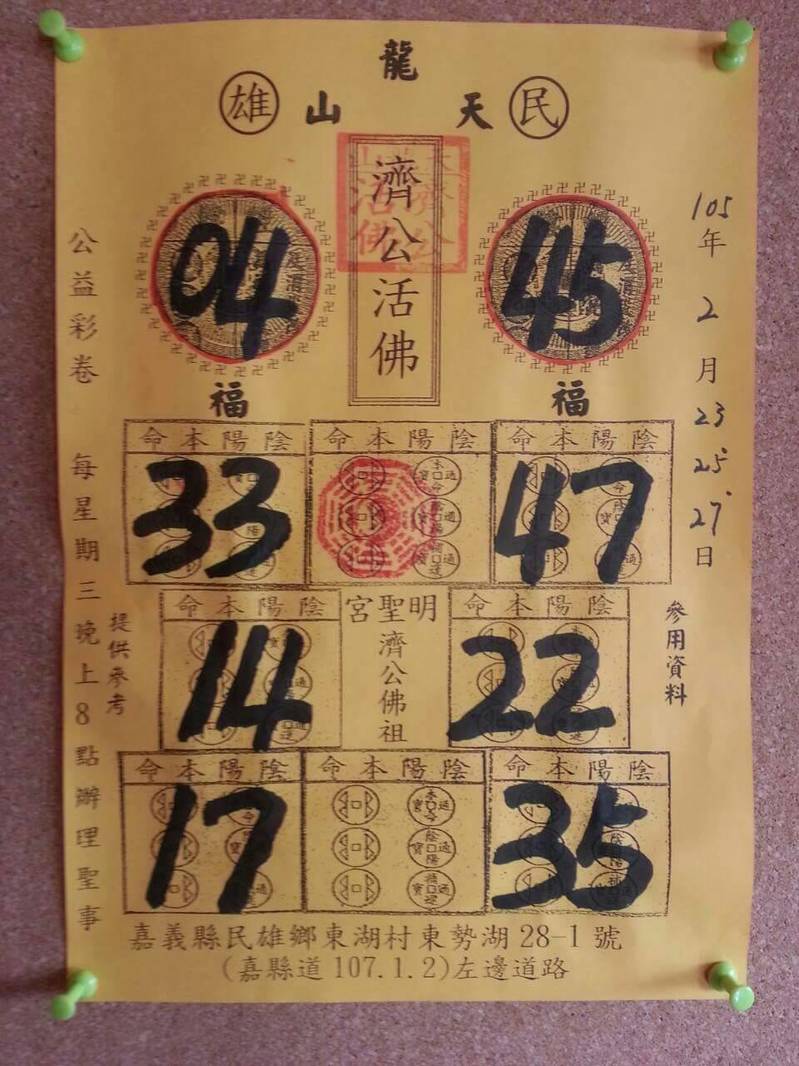 龍
雄 山 天 民
濟公活佛
04 45
福 福
105年2月23 25 27日
公益彩卷 每星期三晚上8點辦理聖事
提供參考
參用資料
命本陽陰 命本陽陰 命本陽陰
33 47
命本陽陰 宮聖明 命本陽陰
濟公佛祖
14 22
命本陽陰 命本陽陰 命本陽陰
17 35
嘉義縣民雄鄉東湖村東勢湖28-1號
(嘉縣道107.1.2)左邊道路